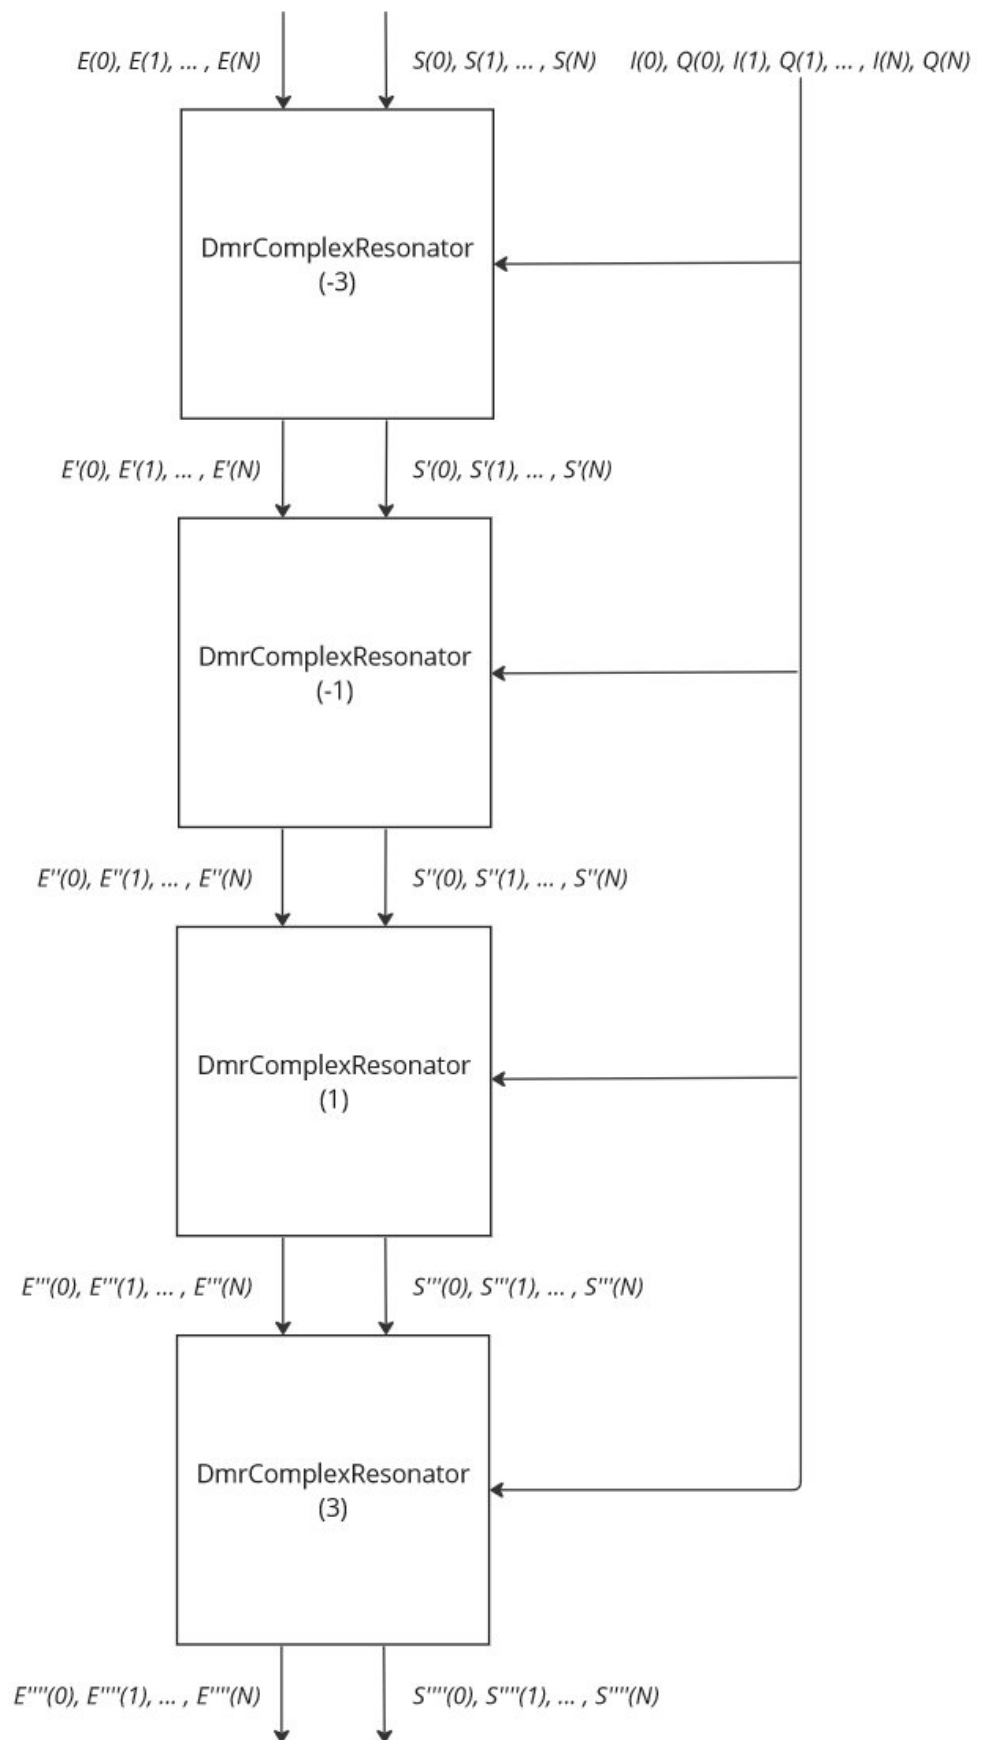 E(0), E(1), ... , E(N)
S(0), S(1), ... , S(N)
I(0), Q(0), I(1), Q(1), ... , I(N), Q(N)
DmrComplexResonator
(-3)
E'(0), E'(1), ... , E'(N)
S'(0), S'(1), ... , S'(N)
DmrComplexResonator
(-1)
E''(0), E''(1), ... , E''(N)
S''(0), S''(1), ... , S''(N)
DmrComplexResonator
(1)
E'''(0), E'''(1), ... , E'''(N)
S'''(0), S'''(1), ... , S'''(N)
DmrComplexResonator
(3)
E''''(0), E''''(1), ... , E''''(N)
S''''(0), S''''(1), ... , S''''(N)